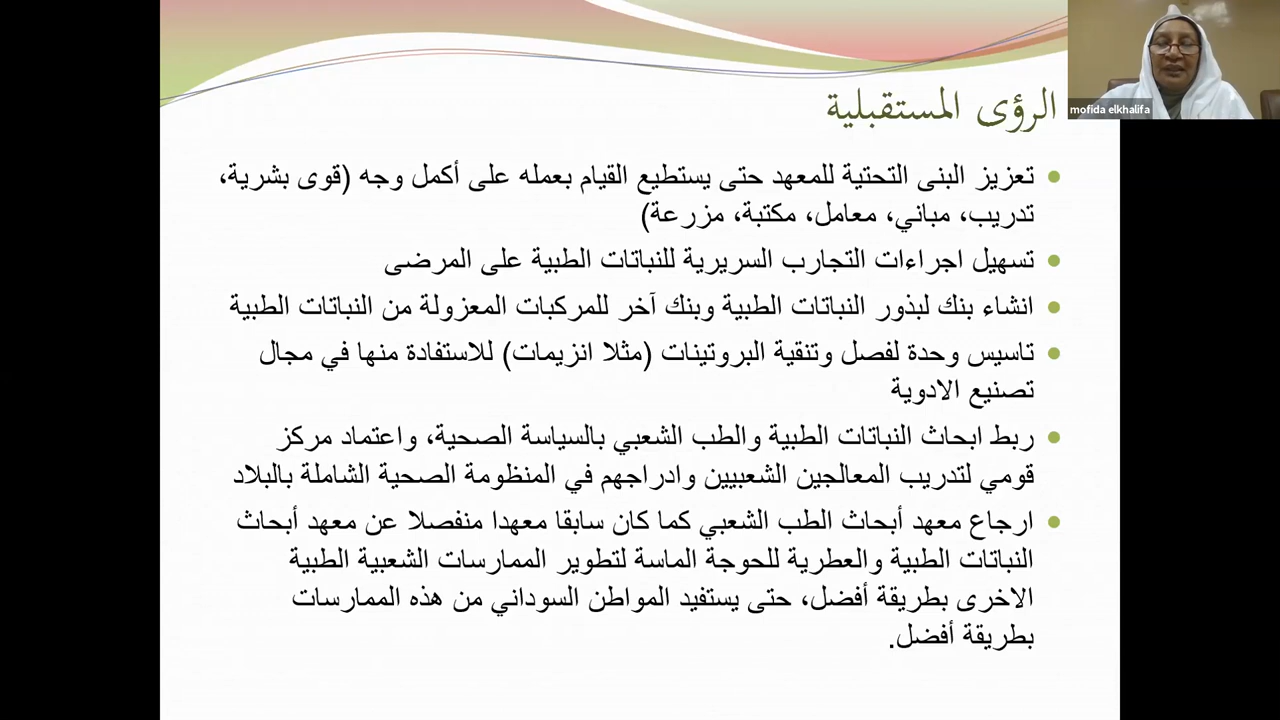 الرؤى المستقبلية
mofida elkhalifa
تعزيز البنى التحتية للمعهد حتى يستطيع القيام بعمله على أكمل وجه (قوى بشرية،
تدريب، مباني، معامل، مكتبة، مزرعة)
تسهيل اجراءات التجارب السريرية للنباتات الطبية على المرضى
انشاء بنك لبذور النباتات الطبية وبنك آخر للمركبات المعزولة من النباتات الطبية
تاسيس وحدة لفصل وتنقية البروتينات (مثلا انزيمات) للاستفادة منها في مجال
تصنيع الادوية
ربط ابحاث النباتات الطبية والطب الشعبي بالسياسة الصحية، واعتماد مركز
قومي لتدريب المعالجين الشعبيين وادراجهم في المنظومة الصحية الشاملة بالبلاد
ارجاع معهد أبحاث الطب الشعبي كما كان سابقا معهدا منفصلا عن معهد أبحاث
النباتات الطبية والعطرية للحوجة الماسة لتطوير الممارسات الشعبية الطبية
الاخرى بطريقة أفضل، حتى يستفيد المواطن السوداني من هذه الممارسات
بطريقة أفضل.